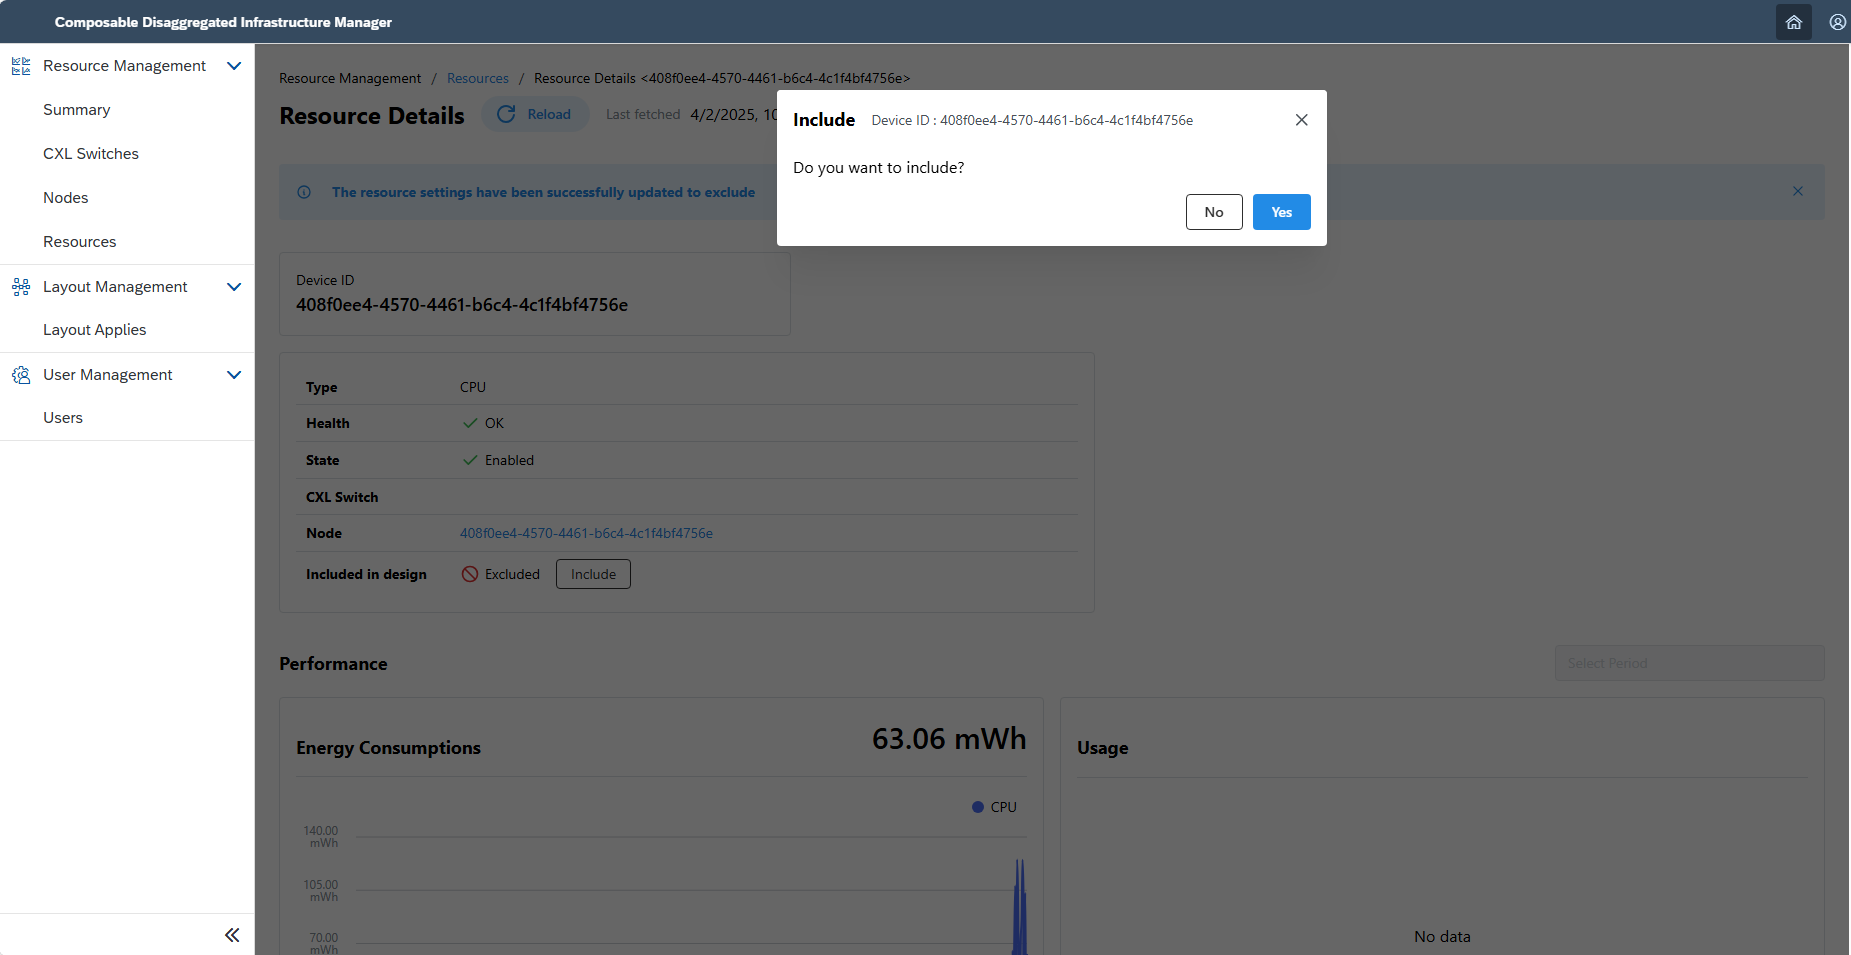 Composable Disaggregated Infrastructure Manager
Resource Management
Summary
CXL Switches
Nodes
Resources
Layout Management
Layout Applies
User Management
Users
Resource Management / Resources / Resource Details <408f0ee4-4570-4461-b6c4-4c1f4bf4756e>
Resource Details Reload Last fetched 4/2/2025, 10
Include Device ID : 408f0ee4-4570-4461-b6c4-4c1f4bf4756e
Do you want to include?
No Yes
The resource settings have been successfully updated to exclude
Device ID
408f0ee4-4570-4461-b6c4-4c1f4bf4756e
Type CPU
Health OK
State Enabled
CXL Switch
Node 408f0ee4-4570-4461-b6c4-4c1f4bf4756e
Included in design Excluded Include
Performance Select Period
Energy Consumptions 63.06 mWh
CPU
140.00
mWh
105.00
mWh
70.00
mWh
Usage
No data